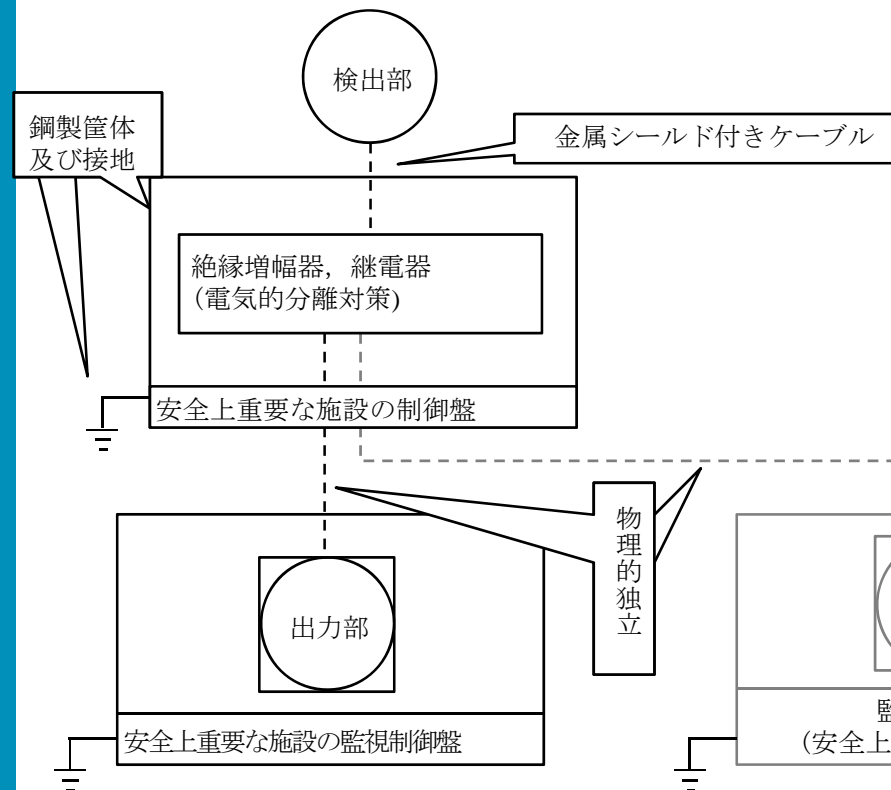 検出部
鋼製筐体
及び接地
金属シールド付きケーブル
絶縁増幅器，継電器
（電気的分離対策)
安全上重要な施設の制御盤
物理的独立
出力部
安全上重要な施設の監視制御盤
監
（安全上